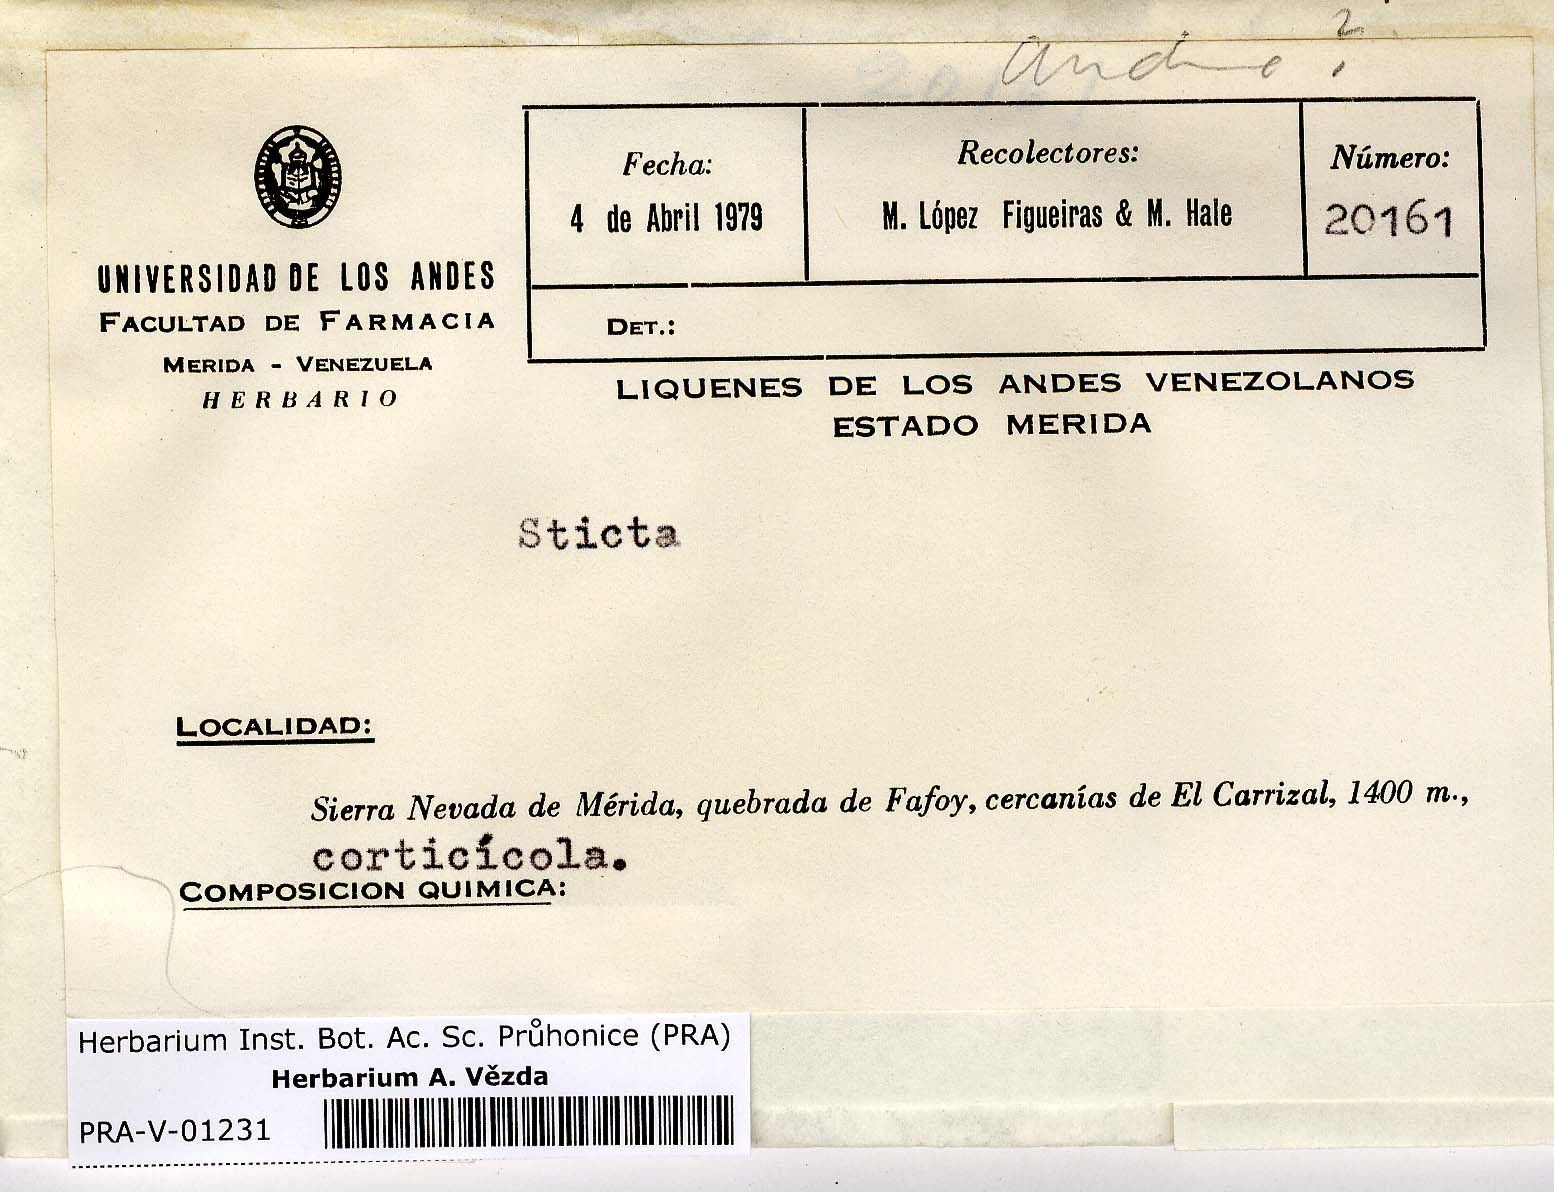 UNIVERSIDAD DE LOS ANDES
FACULTAD DE FARMACIA
MERIDA - VENEZUELA
HERBARIO
Fecha:
4 de Abril 1979
Recolectores:
M. López Figueiras & M. Hale
Número:
20161
DET.:
LIQUENES DE LOS ANDES VENEZOLANOS
ESTADO MERIDA
Sticta
LOCALIDAD:
Sierra Nevada de Mérida, quebrada de Fafoy, cercanías de El Carrizal, 1400 m.,
corticícola.
COMPOSICION QUIMICA:
Herbarium Inst. Bot. Ac. Sc. Průhonice (PRA)
Herbarium A. Vězda
PRA-V-01231